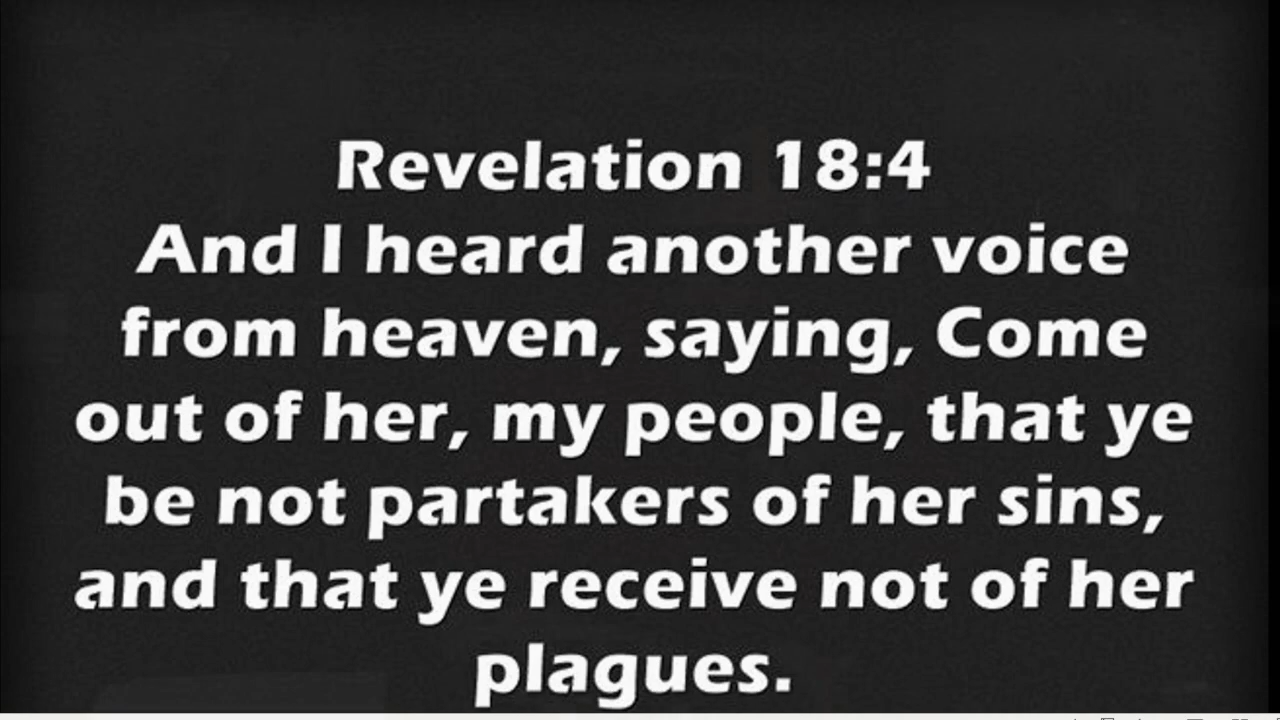 Revelation 18:4
And I heard another voice
from heaven, saying, Come
out of her, my people, that ye
be not partakers of her sins,
and that ye receive not of her
plagues.